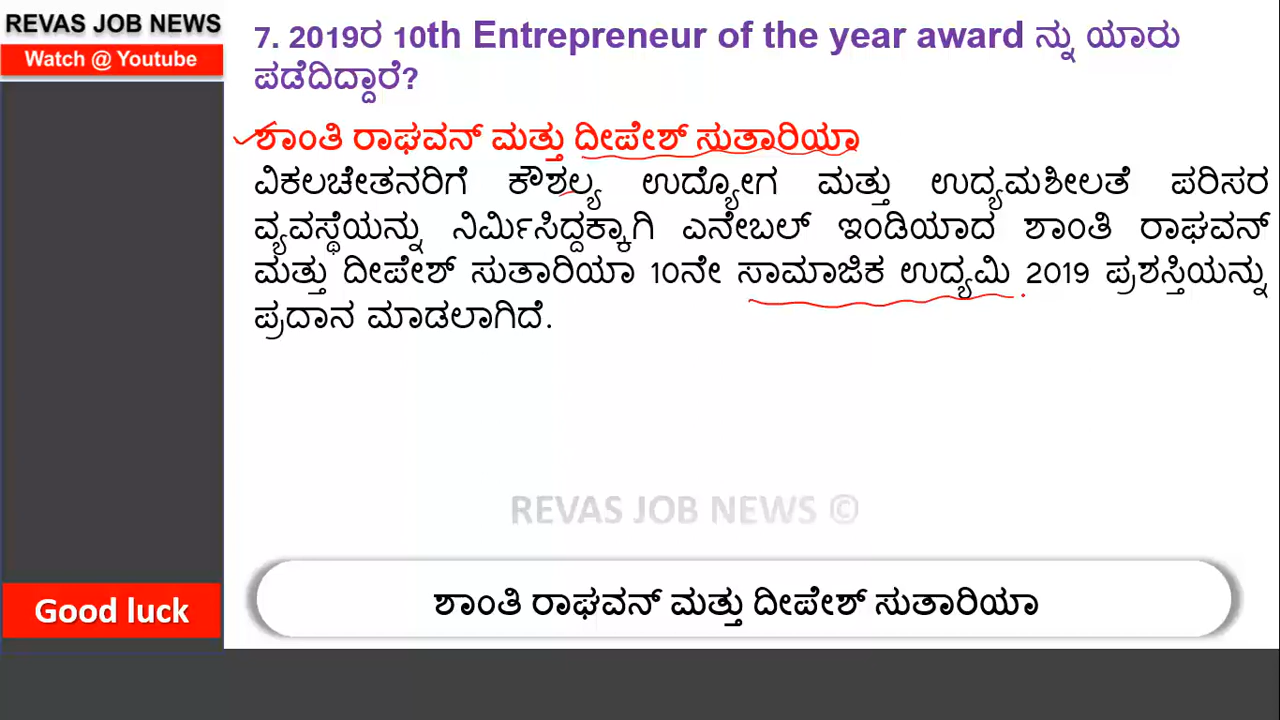 REVAS JOB NEWS
Watch @ Youtube
7. 2019ರ 10th Entrepreneur of the year award ನ್ನು ಯಾರು
ಪಡೆದಿದ್ದಾರೆ?
ಶಾಂತಿ ರಾಘವನ್ ಮತ್ತು ದೀಪೇಶ್ ಸುತಾರಿಯಾ
ವಿಕಲಚೇತನರಿಗೆ ಕೌಶಲ್ಯ ಉದ್ಯೋಗ ಮತ್ತು ಉದ್ಯಮಶೀಲತೆ ಪರಿಸರ
ವ್ಯವಸ್ಥೆಯನ್ನು ನಿರ್ಮಿಸಿದ್ದಕ್ಕಾಗಿ ಎನೇಬಲ್ ಇಂಡಿಯಾದ ಶಾಂತಿ ರಾಘವನ್
ಮತ್ತು ದೀಪೇಶ್ ಸುತಾರಿಯಾ 10ನೇ ಸಾಮಾಜಿಕ ಉದ್ಯಮಿ 2019 ಪ್ರಶಸ್ತಿಯನ್ನು
ಪ್ರದಾನ ಮಾಡಲಾಗಿದೆ.
REVAS JOB NEWS ©
ಶಾಂತಿ ರಾಘವನ್ ಮತ್ತು ದೀಪೇಶ್ ಸುತಾರಿಯಾ
Good luck